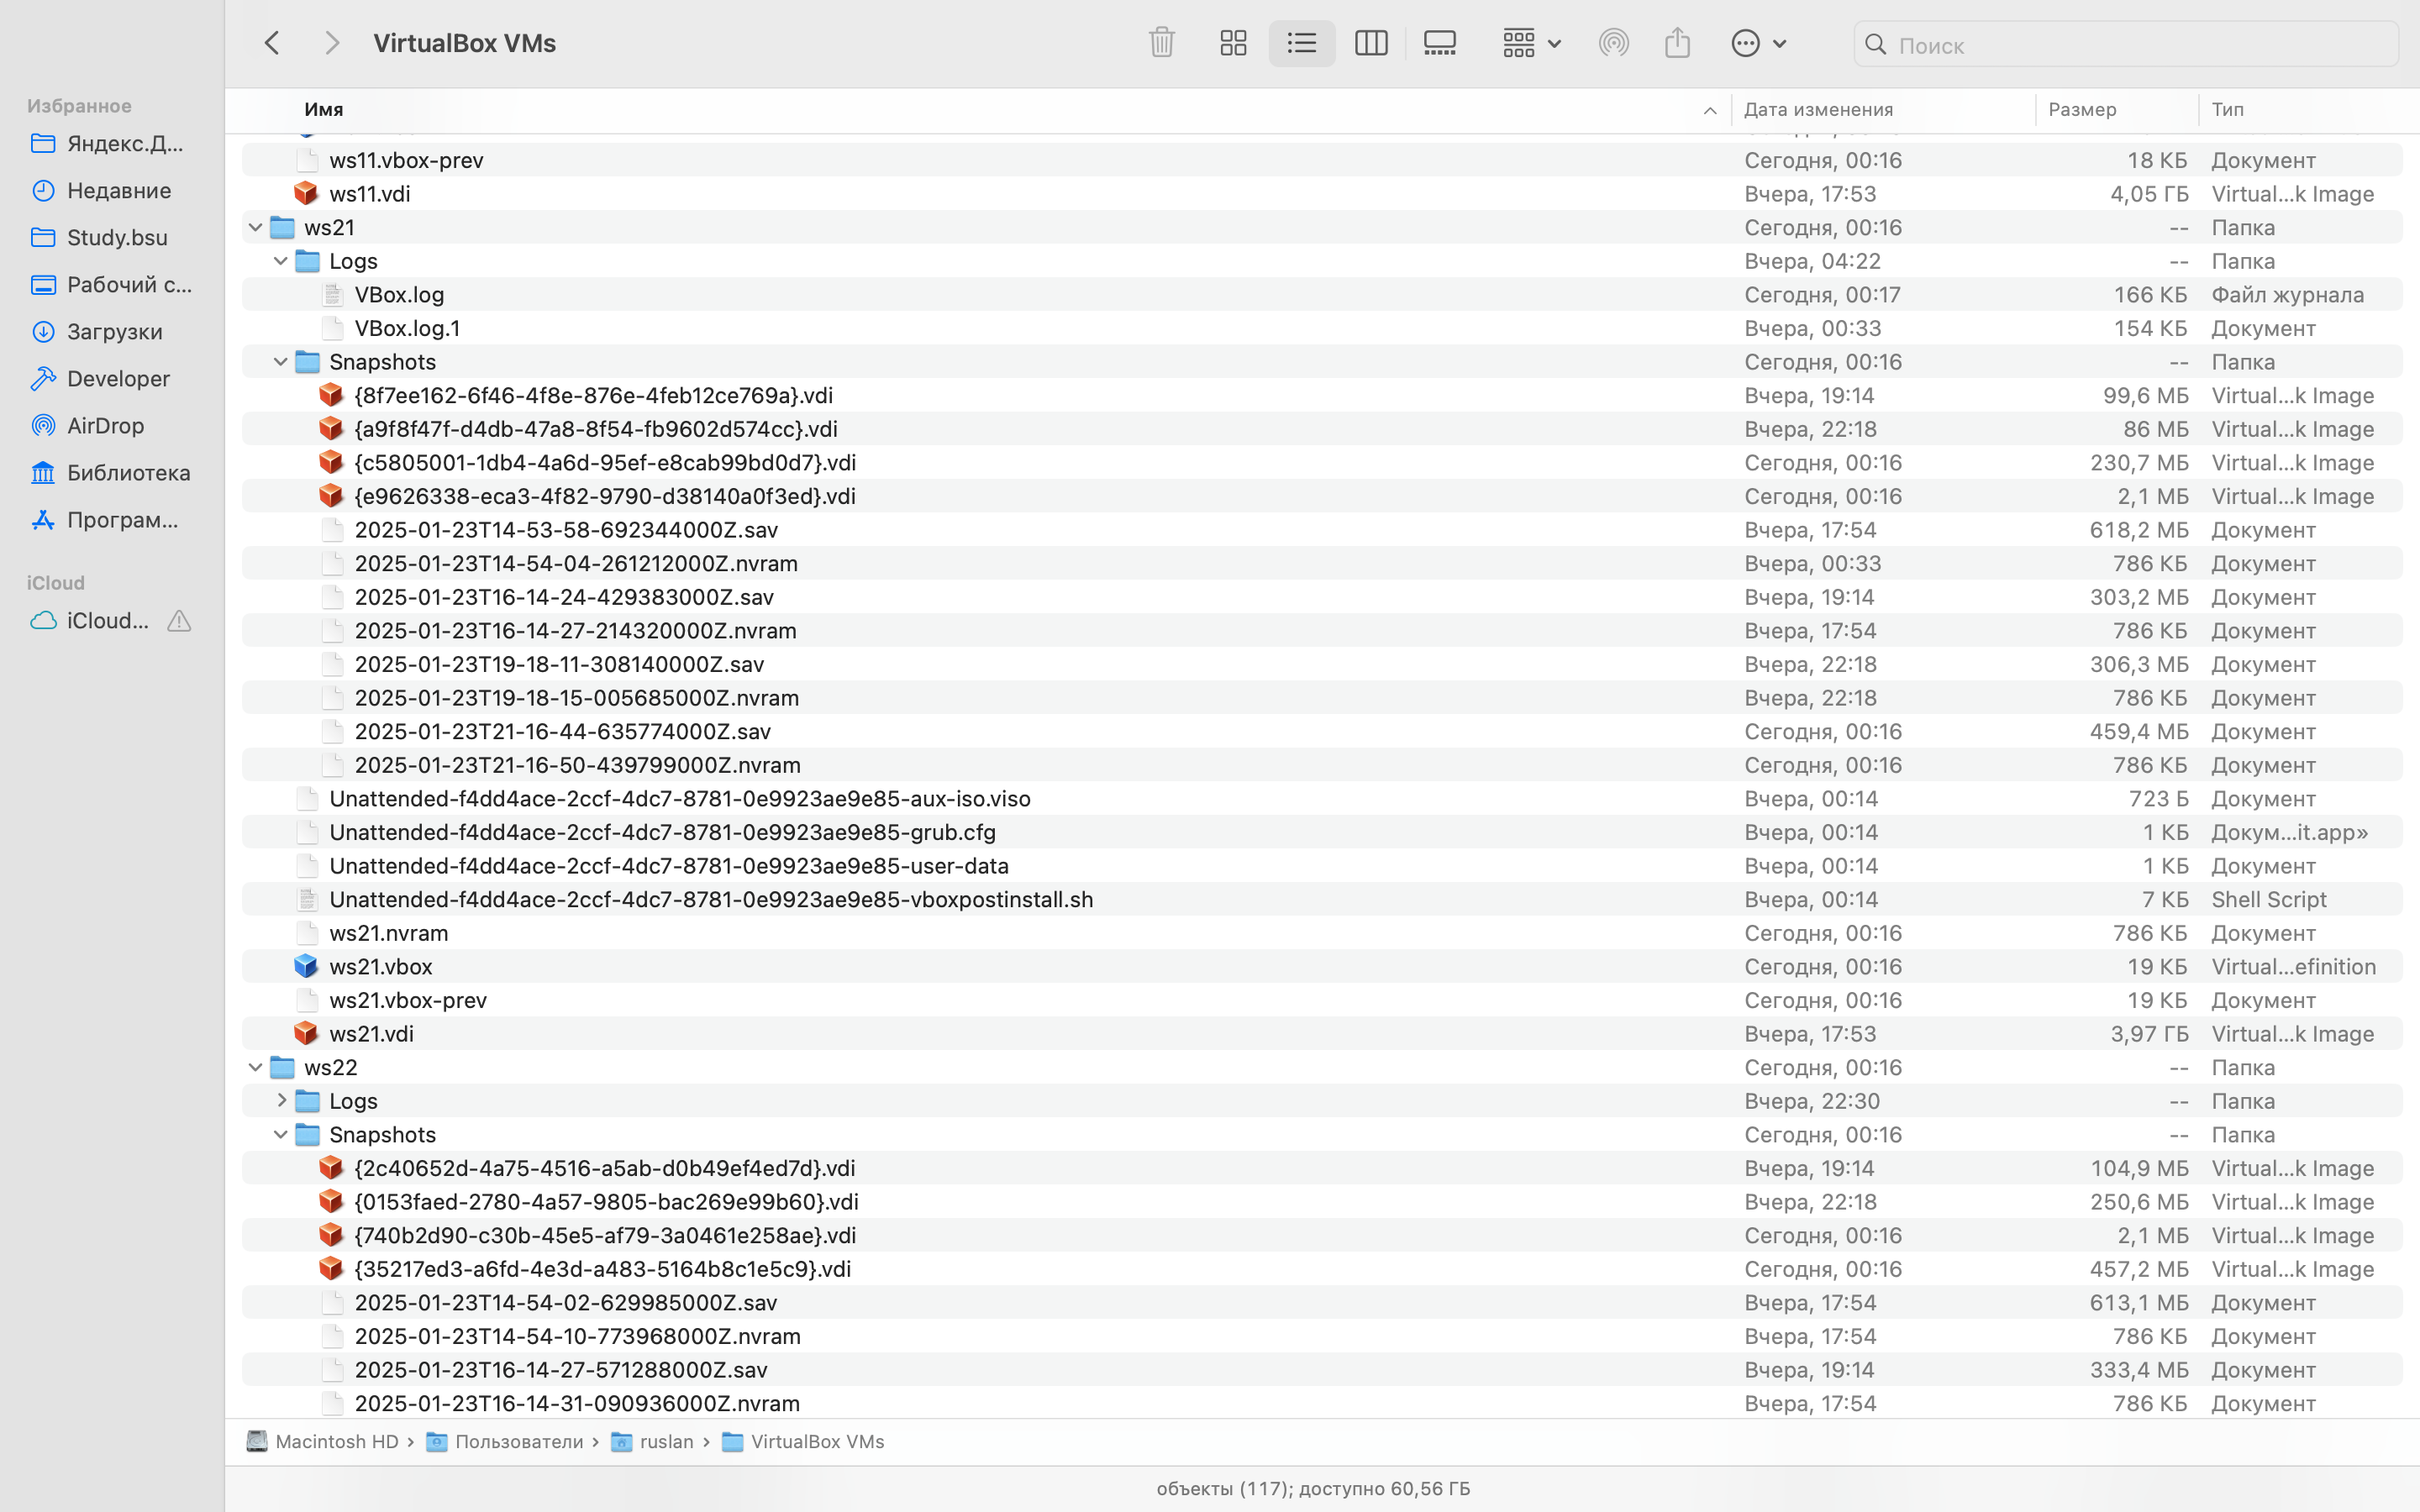 VirtualBox VMs
Поиск
Избранное
Яндекс.Д...
Недавние
Study.bsu
Рабочий с...
Загрузки
Developer
AirDrop
Библиотека
Програм...
iCloud
iCloud...
Имя Дата изменения Размер Тип
ws11.vbox-prev Сегодня, 00:16 18 КБ Документ
ws11.vdi Вчера, 17:53 4,05 ГБ Virtual...k Image
ws21 Сегодня, 00:16 -- Папка
Logs Вчера, 04:22 -- Папка
VBox.log Сегодня, 00:17 166 КБ Файл журнала
VBox.log.1 Вчера, 00:33 154 КБ Документ
Snapshots Сегодня, 00:16 -- Папка
{8f7ee162-6f46-4f8e-876e-4feb12ce769a}.vdi Вчера, 19:14 99,6 МБ Virtual...k Image
{a9f8f47f-d4db-47a8-8f54-fb9602d574cc}.vdi Вчера, 22:18 86 МБ Virtual...k Image
{c5805001-1db4-4a6d-95ef-e8cab99bd0d7}.vdi Сегодня, 00:16 230,7 МБ Virtual...k Image
{e9626338-eca3-4f82-9790-d38140a0f3ed}.vdi Сегодня, 00:16 2,1 МБ Virtual...k Image
2025-01-23T14-53-58-692344000Z.sav Вчера, 17:54 618,2 МБ Документ
2025-01-23T14-54-04-261212000Z.nvram Вчера, 00:33 786 КБ Документ
2025-01-23T16-14-24-429383000Z.sav Вчера, 19:14 303,2 МБ Документ
2025-01-23T16-14-27-214320000Z.nvram Вчера, 17:54 786 КБ Документ
2025-01-23T19-18-11-308140000Z.sav Вчера, 22:18 306,3 МБ Документ
2025-01-23T19-18-15-005685000Z.nvram Вчера, 22:18 786 КБ Документ
2025-01-23T21-16-44-635774000Z.sav Сегодня, 00:16 459,4 МБ Документ
2025-01-23T21-16-50-439799000Z.nvram Сегодня, 00:16 786 КБ Документ
Unattended-f4dd4ace-2ccf-4dc7-8781-0e9923ae9e85-aux-iso.viso Вчера, 00:14 723 Б Документ
Unattended-f4dd4ace-2ccf-4dc7-8781-0e9923ae9e85-grub.cfg Вчера, 00:14 1 КБ Докум...it.app»
Unattended-f4dd4ace-2ccf-4dc7-8781-0e9923ae9e85-user-data Вчера, 00:14 1 КБ Документ
Unattended-f4dd4ace-2ccf-4dc7-8781-0e9923ae9e85-vboxpostinstall.sh Вчера, 00:14 7 КБ Shell Script
ws21.nvram Сегодня, 00:16 786 КБ Документ
ws21.vbox Сегодня, 00:16 19 КБ Virtual...efinition
ws21.vbox-prev Сегодня, 00:16 19 КБ Документ
ws21.vdi Вчера, 17:53 3,97 ГБ Virtual...k Image
ws22 Сегодня, 00:16 -- Папка
Logs Вчера, 22:30 -- Папка
Snapshots Сегодня, 00:16 -- Папка
{2c40652d-4a75-4516-a5ab-d0b49ef4ed7d}.vdi Вчера, 19:14 104,9 МБ Virtual...k Image
{0153faed-2780-4a57-9805-bac269e99b60}.vdi Вчера, 22:18 250,6 МБ Virtual...k Image
{740b2d90-c30b-45e5-af79-3a0461e258ae}.vdi Сегодня, 00:16 2,1 МБ Virtual...k Image
{35217ed3-a6fd-4e3d-a483-5164b8c1e5c9}.vdi Сегодня, 00:16 457,2 МБ Virtual...k Image
2025-01-23T14-54-02-629985000Z.sav Вчера, 17:54 613,1 МБ Документ
2025-01-23T14-54-10-773968000Z.nvram Вчера, 17:54 786 КБ Документ
2025-01-23T16-14-27-571288000Z.sav Вчера, 19:14 333,4 МБ Документ
2025-01-23T16-14-31-090936000Z.nvram Вчера, 17:54 786 КБ Документ
Macintosh HD › Пользователи › ruslan › VirtualBox VMs
объекты (117); доступно 60,56 ГБ